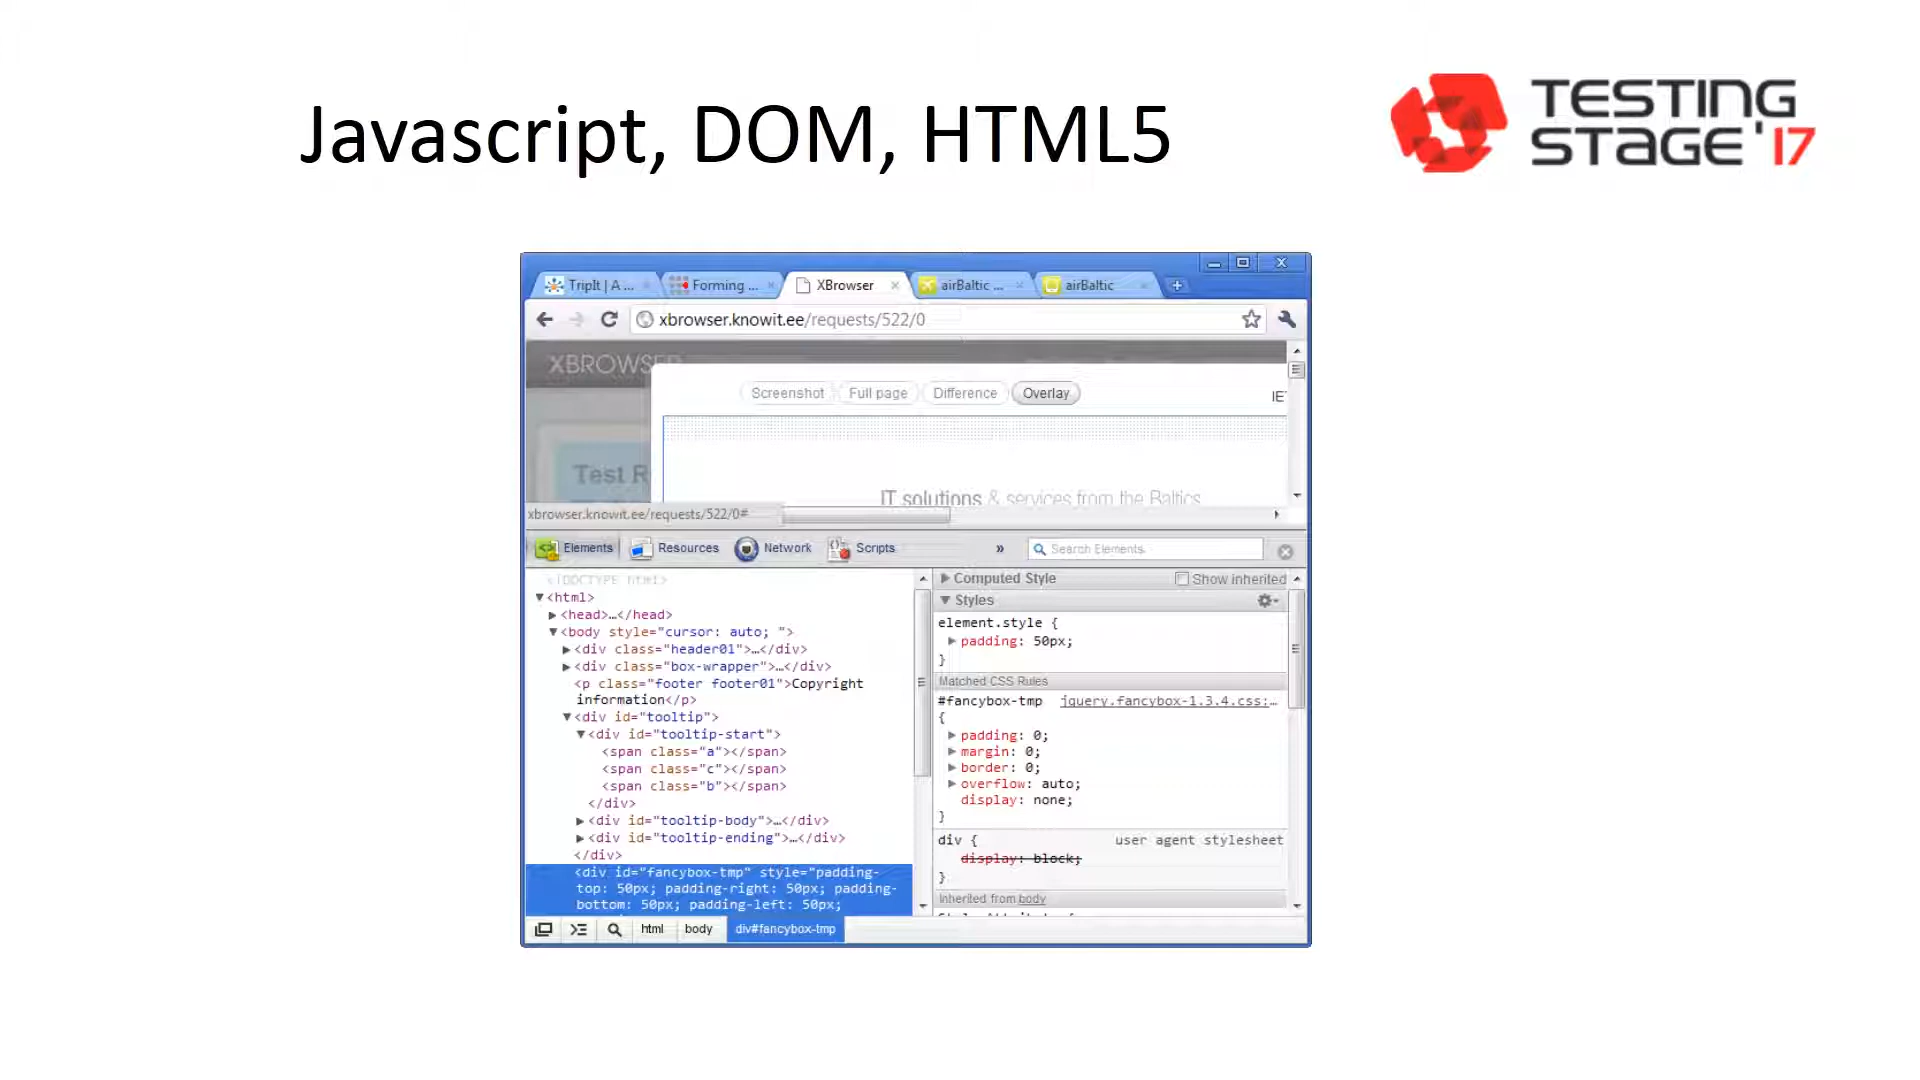 Javascript, DOM, HTML5
TESTING
STAGE '17
TripIt | A ...
Forming ...
XBrowser
airBaltic ...
airBaltic
xbrowser.knowit.ee/requests/522/0
XBROWSER
Screenshot Full page Difference Overlay
Test R
IT solutions & services from the Baltics
xbrowser.knowit.ee/requests/522/0#
Elements Resources Network Scripts » Search Elements
<!DOCTYPE html>
<html>
<head>…</head>
<body style="cursor: auto; ">
<div class="header01">…</div>
<div class="box-wrapper">…</div>
<p class="footer footer01">Copyright
information</p>
<div id="tooltip">
<div id="tooltip-start">
<span class="a"></span>
<span class="c"></span>
<span class="b"></span>
</div>
<div id="tooltip-body">…</div>
<div id="tooltip-ending">…</div>
</div>
<div id="fancybox-tmp" style="padding-
top: 50px; padding-right: 50px; padding-
bottom: 50px; padding-left: 50px;
Computed Style Show inherited
Styles
element.style {
padding: 50px;
}
Matched CSS Rules
#fancybox-tmp jquery.fancybox-1.3.4.css:…
{
padding: 0;
margin: 0;
border: 0;
overflow: auto;
display: none;
}
div { user agent stylesheet
display: block;
}
Inherited from body
html body div#fancybox-tmp